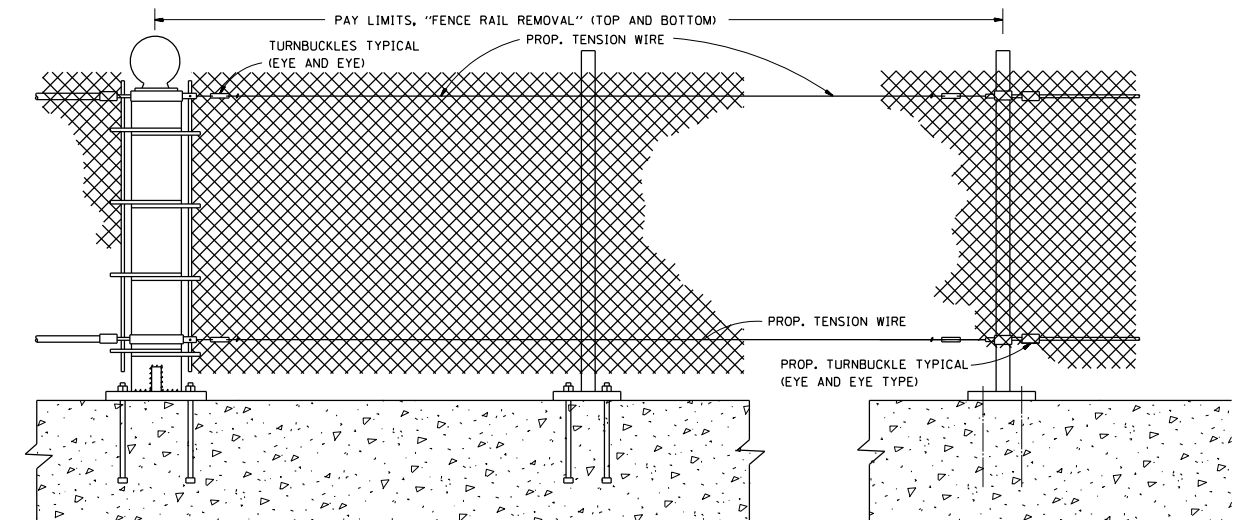 PAY LIMITS, "FENCE RAIL REMOVAL" (TOP AND BOTTOM)
TURNBUCKLES TYPICAL
(EYE AND EYE)
PROP. TENSION WIRE
PROP. TENSION WIRE
PROP. TURNBUCKLE TYPICAL
(EYE AND EYE TYPE)